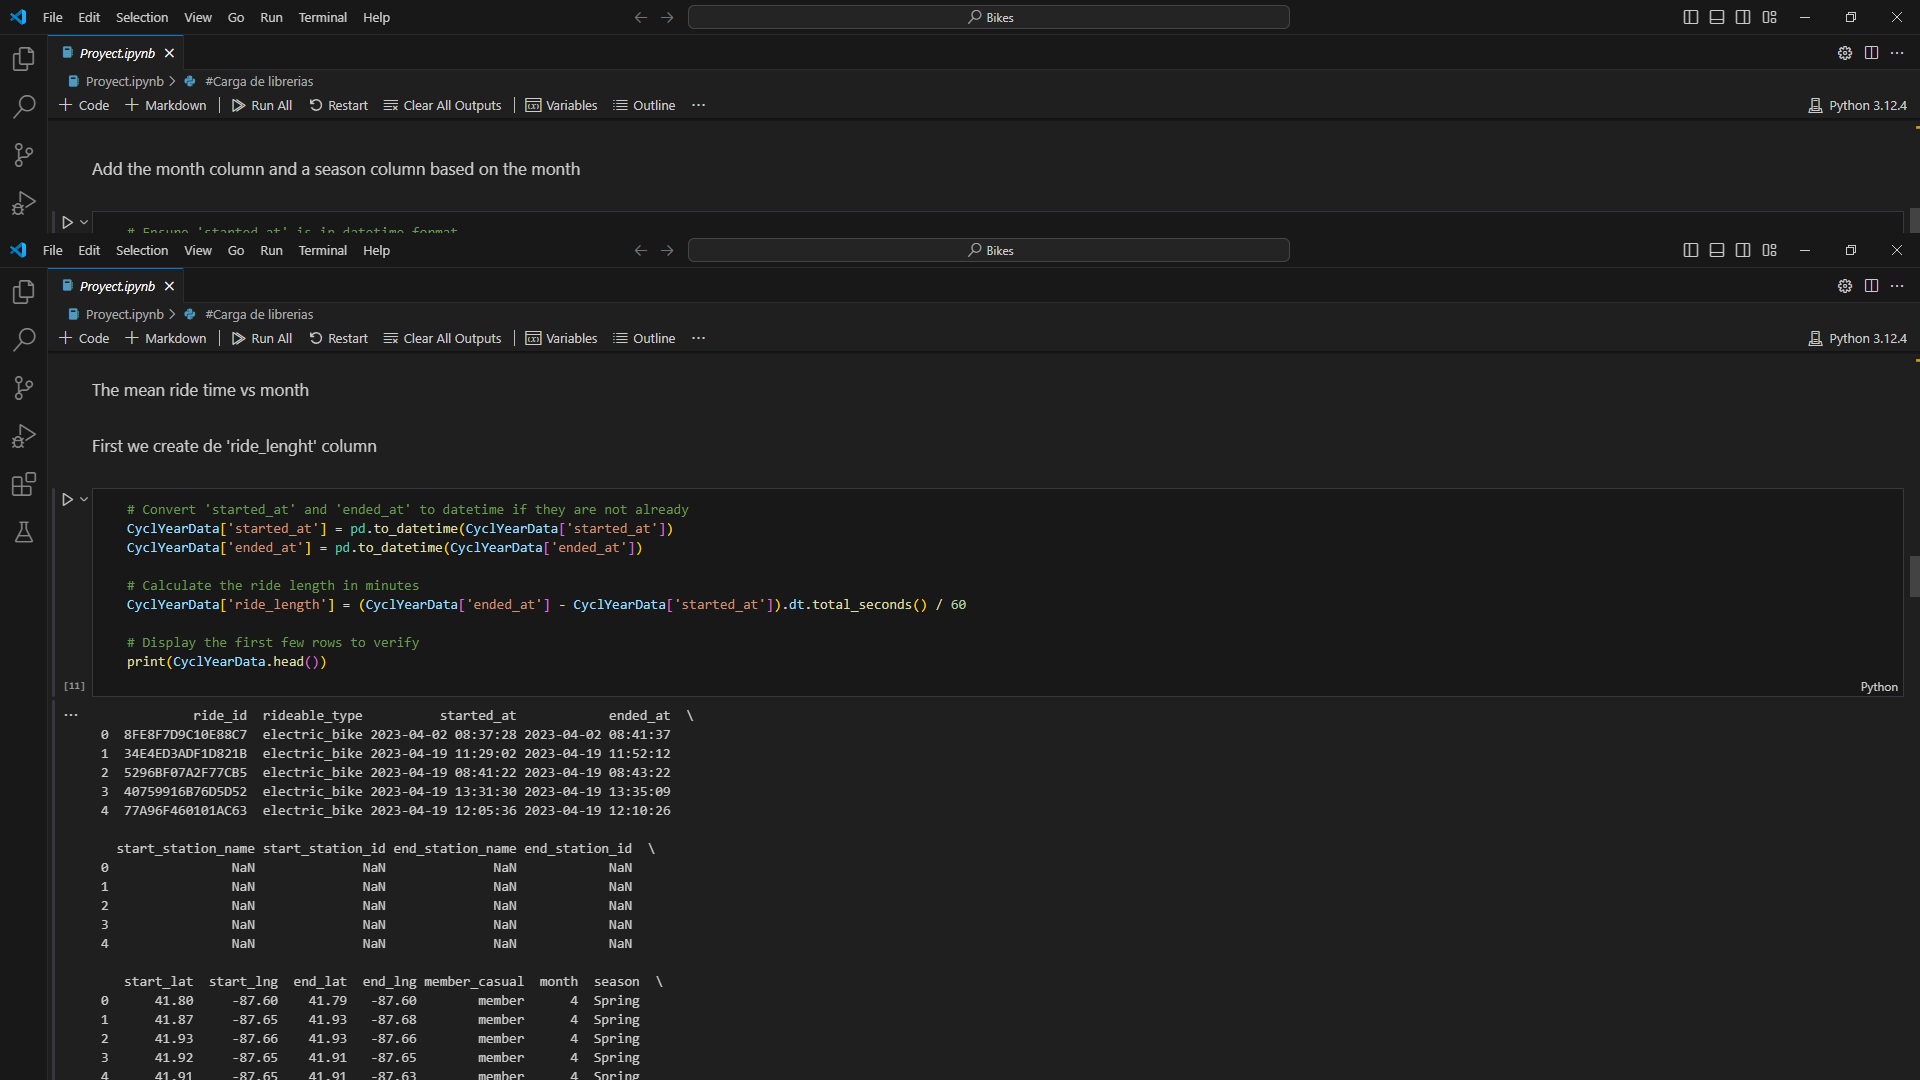 File Edit Selection View Go Run Terminal Help
Bikes
Proyect.ipynb
Proyect.ipynb > #Carga de librerias
Code Markdown Run All Restart Clear All Outputs Variables Outline ...
Python 3.12.4
Add the month column and a season column based on the month
# Ensure 'started_at' is in datetime format
File Edit Selection View Go Run Terminal Help
Bikes
Proyect.ipynb
Proyect.ipynb > #Carga de librerias
Code Markdown Run All Restart Clear All Outputs Variables Outline ...
Python 3.12.4
The mean ride time vs month
First we create de 'ride_lenght' column
# Convert 'started_at' and 'ended_at' to datetime if they are not already
CyclYearData['started_at'] = pd.to_datetime(CyclYearData['started_at'])
CyclYearData['ended_at'] = pd.to_datetime(CyclYearData['ended_at'])
# Calculate the ride length in minutes
CyclYearData['ride_length'] = (CyclYearData['ended_at'] - CyclYearData['started_at']).dt.total_seconds() / 60
# Display the first few rows to verify
print(CyclYearData.head())
[11]
Python
ride_id rideable_type started_at ended_at \
0 8FE8F7D9C10E88C7 electric_bike 2023-04-02 08:37:28 2023-04-02 08:41:37
1 34E4ED3ADF1D821B electric_bike 2023-04-19 11:29:02 2023-04-19 11:52:12
2 5296BF07A2F77CB5 electric_bike 2023-04-19 08:41:22 2023-04-19 08:43:22
3 40759916B76D5D52 electric_bike 2023-04-19 13:31:30 2023-04-19 13:35:09
4 77A96F460101AC63 electric_bike 2023-04-19 12:05:36 2023-04-19 12:10:26
start_station_name start_station_id end_station_name end_station_id \
0 NaN NaN NaN NaN
1 NaN NaN NaN NaN
2 NaN NaN NaN NaN
3 NaN NaN NaN NaN
4 NaN NaN NaN NaN
start_lat start_lng end_lat end_lng member_casual month season \
0 41.80 -87.60 41.79 -87.60 member 4 Spring
1 41.87 -87.65 41.93 -87.68 member 4 Spring
2 41.93 -87.66 41.93 -87.66 member 4 Spring
3 41.92 -87.65 41.91 -87.65 member 4 Spring
4 41.91 -87.65 41.91 -87.63 member 4 Spring